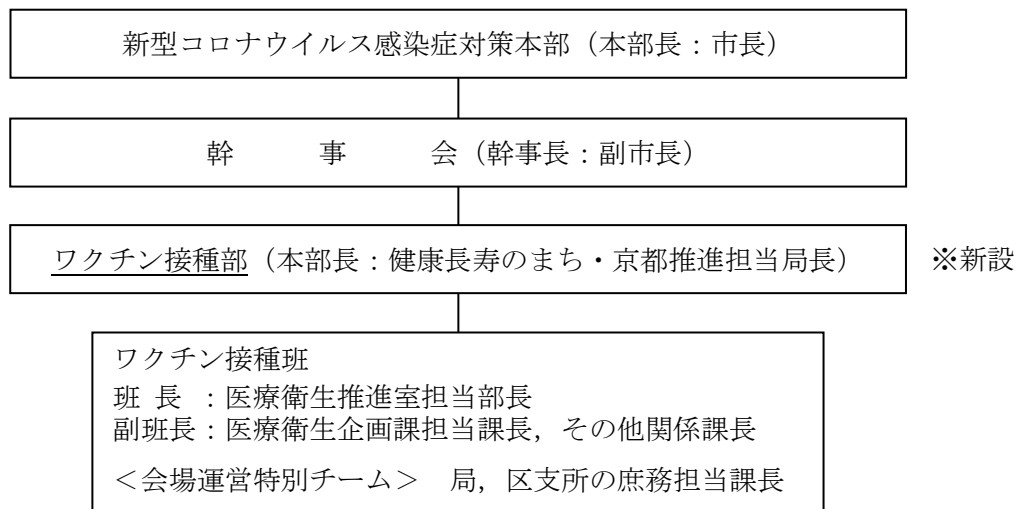 新型コロナウイルス感染症対策本部（本部長：市長）
幹　　事　　会（幹事長：副市長）
ワクチン接種部（本部長：健康長寿のまち・京都推進担当局長）　※新設
ワクチン接種班
班 長 ：医療衛生推進室担当部長
副班長：医療衛生企画課担当課長，その他関係課長
＜会場運営特別チーム＞　局，区支所の庶務担当課長